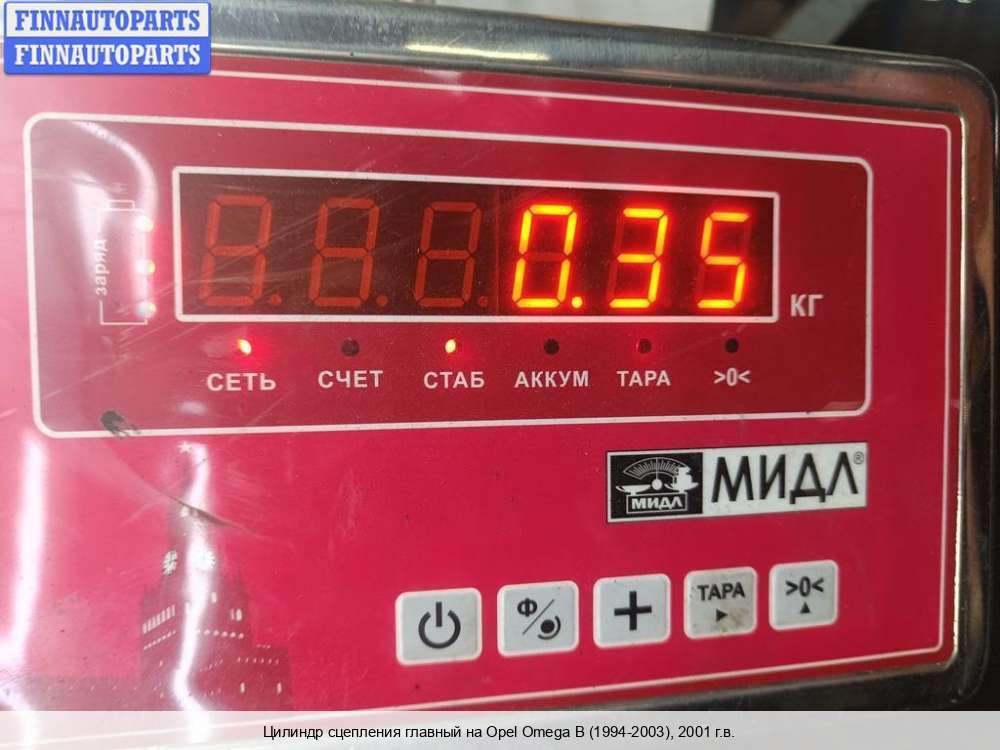 FINNAUTOPARTS
FINNAUTOPARTS
заряд
0.35
КГ
СЕТЬ СЧЕТ СТАБ АККУМ ТАРА >0<
МИДЛ МИДЛ®
Ф
ТАРА >0<
Цилиндр сцепления главный на Opel Omega B (1994-2003), 2001 г.в.